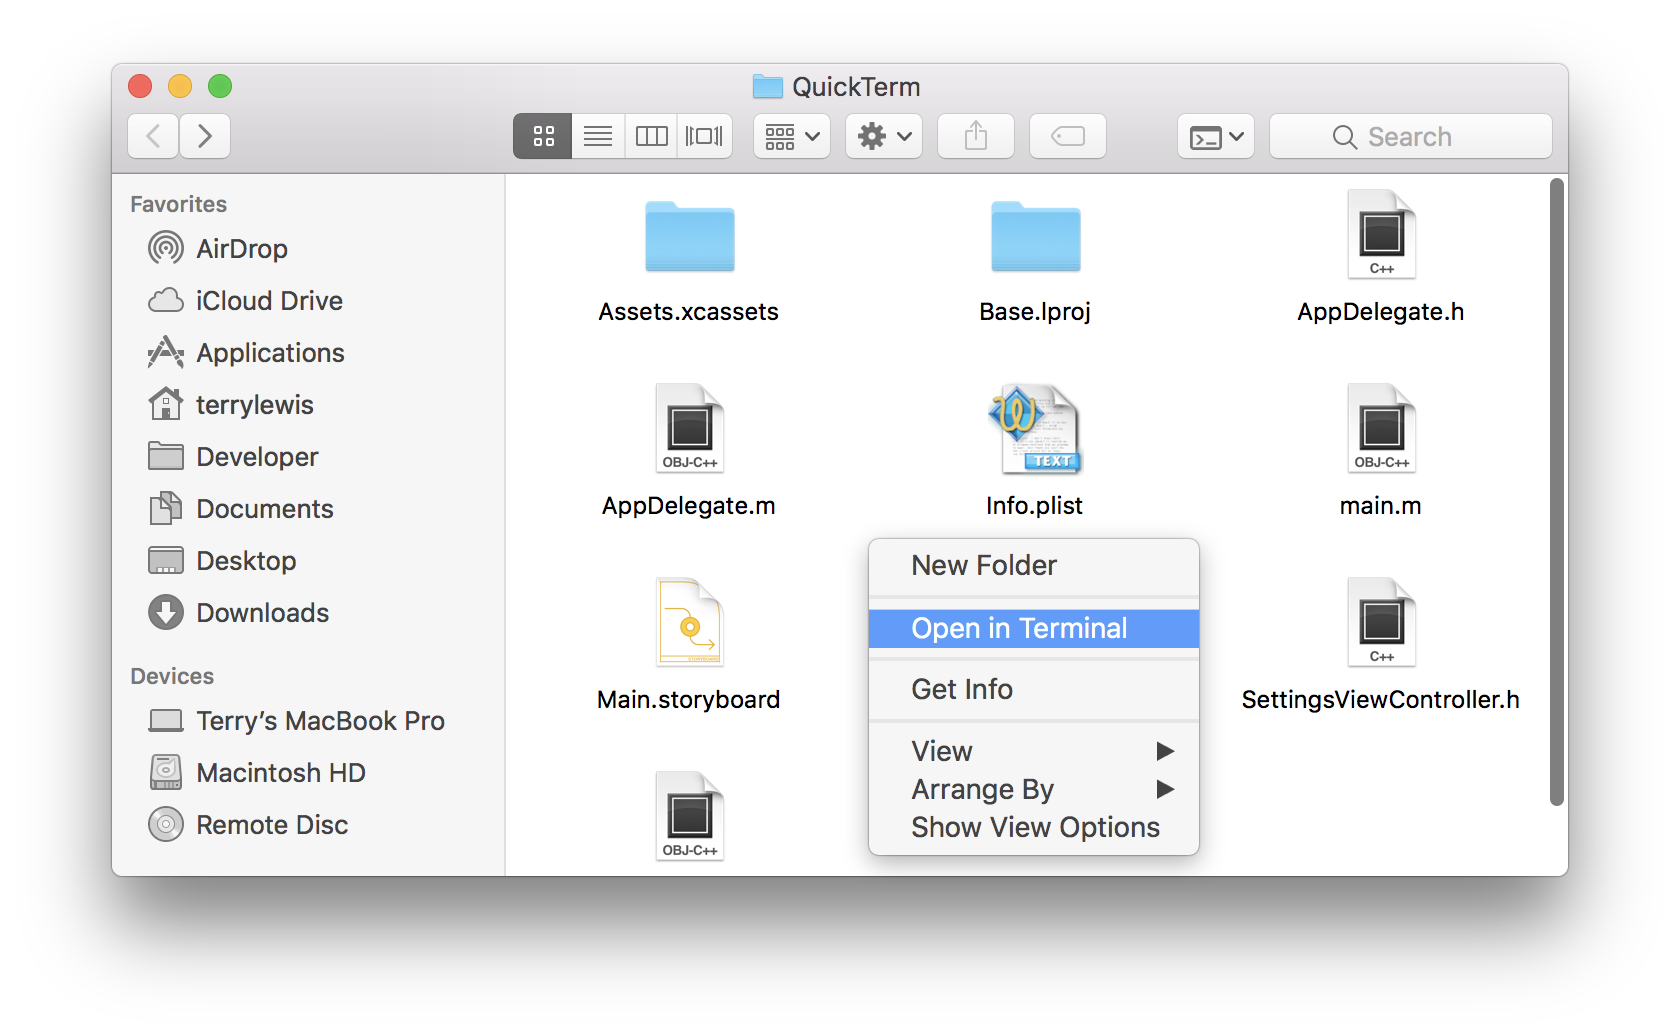 QuickTerm
Search
Favorites
AirDrop
iCloud Drive
Applications
terrylewis
Developer
Documents
Desktop
Downloads
Devices
Terry’s MacBook Pro
Macintosh HD
Remote Disc
C++
Assets.xcassets
Base.lproj
AppDelegate.h
OBJ-C++
TEXT
OBJ-C++
AppDelegate.m
Info.plist
main.m
STORYBOARD
C++
Main.storyboard
SettingsViewController.h
OBJ-C++
New Folder
Open in Terminal
Get Info
View
Arrange By
Show View Options